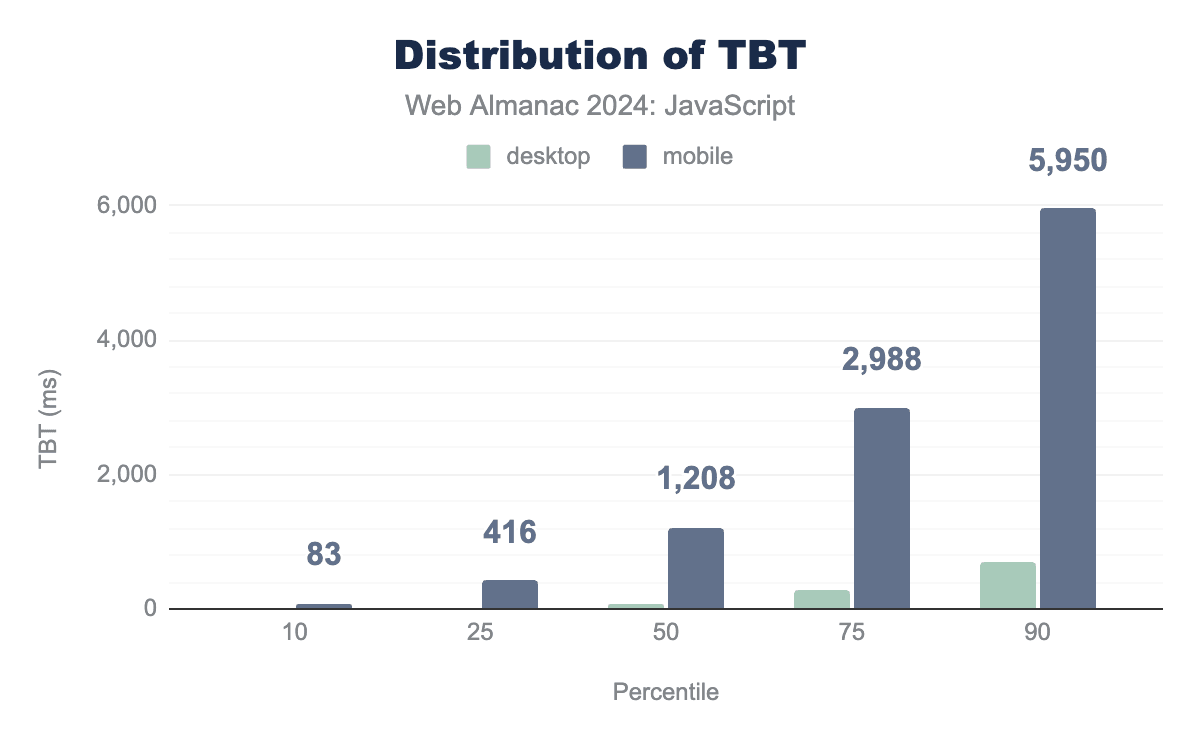 Distribution of TBT
Web Almanac 2024: JavaScript
desktop mobile
5,950
6,000
4,000
2,988
TBT (ms)
2,000
1,208
416
83
0
10 25 50 75 90
Percentile